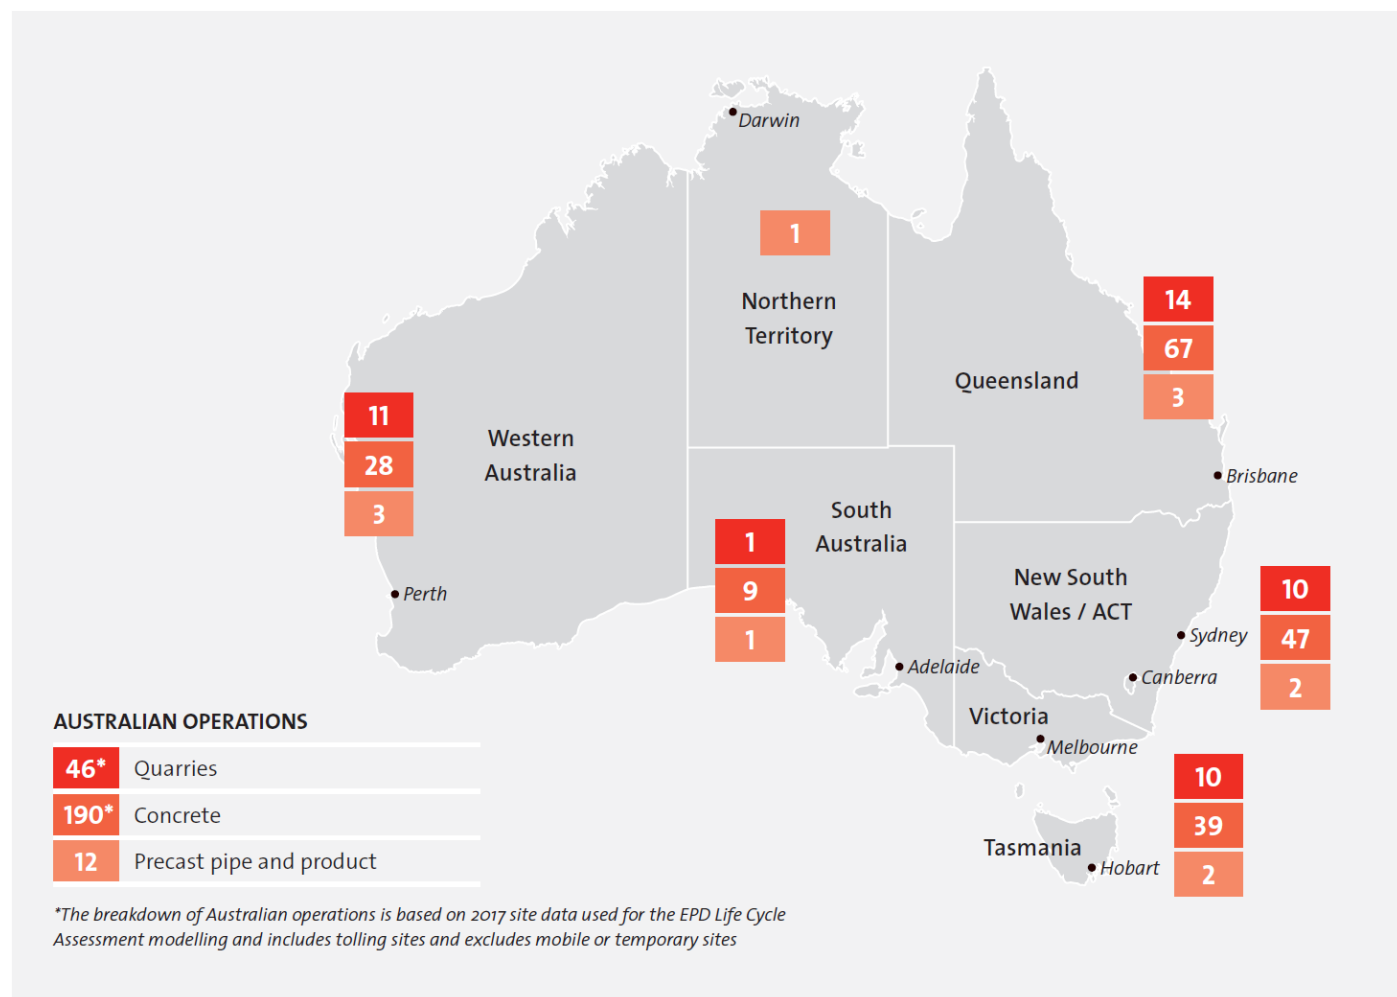 Darwin
1
Northern
Territory
14
67
3
Queensland
11
28
3
Western
Australia
Brisbane
South
Australia
1
9
1
New South
Wales / ACT
10
47
2
Perth
Sydney
Adelaide
Canberra
Victoria
Melbourne
10
39
2
Tasmania
Hobart
AUSTRALIAN OPERATIONS
46* Quarries
190* Concrete
12 Precast pipe and product
*The breakdown of Australian operations is based on 2017 site data used for the EPD Life Cycle
Assessment modelling and includes tolling sites and excludes mobile or temporary sites